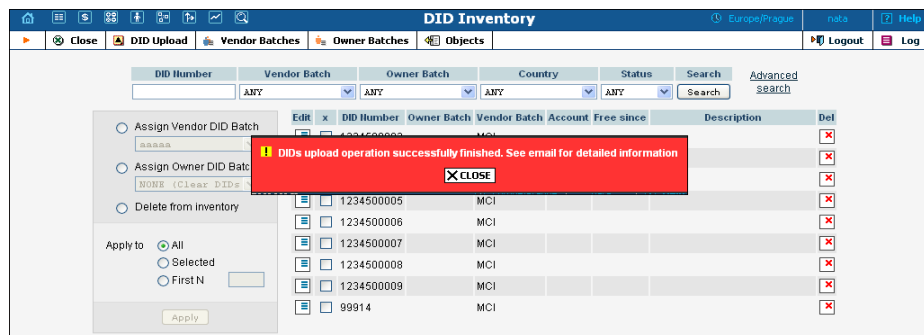 DID Inventory
Europe/Prague nata ? Help
Close DID Upload Vendor Batches Owner Batches Objects Logout Log
DID Number Vendor Batch Owner Batch Country Status Search Advanced search
ANY ANY ANY ANY Search
Edit x DID Number Owner Batch Vendor Batch Account Free since Description Del
Assign Vendor DID Batch
aaaaa
DIDs upload operation successfully finished. See email for detailed information
X CLOSE
Assign Owner DID Batc
NONE (Clear DIDs
Delete from inventory
1234500005 MCI
1234500006 MCI
Apply to All
1234500007 MCI
Selected
1234500008 MCI
First N
1234500009 MCI
99914 MCI
Apply